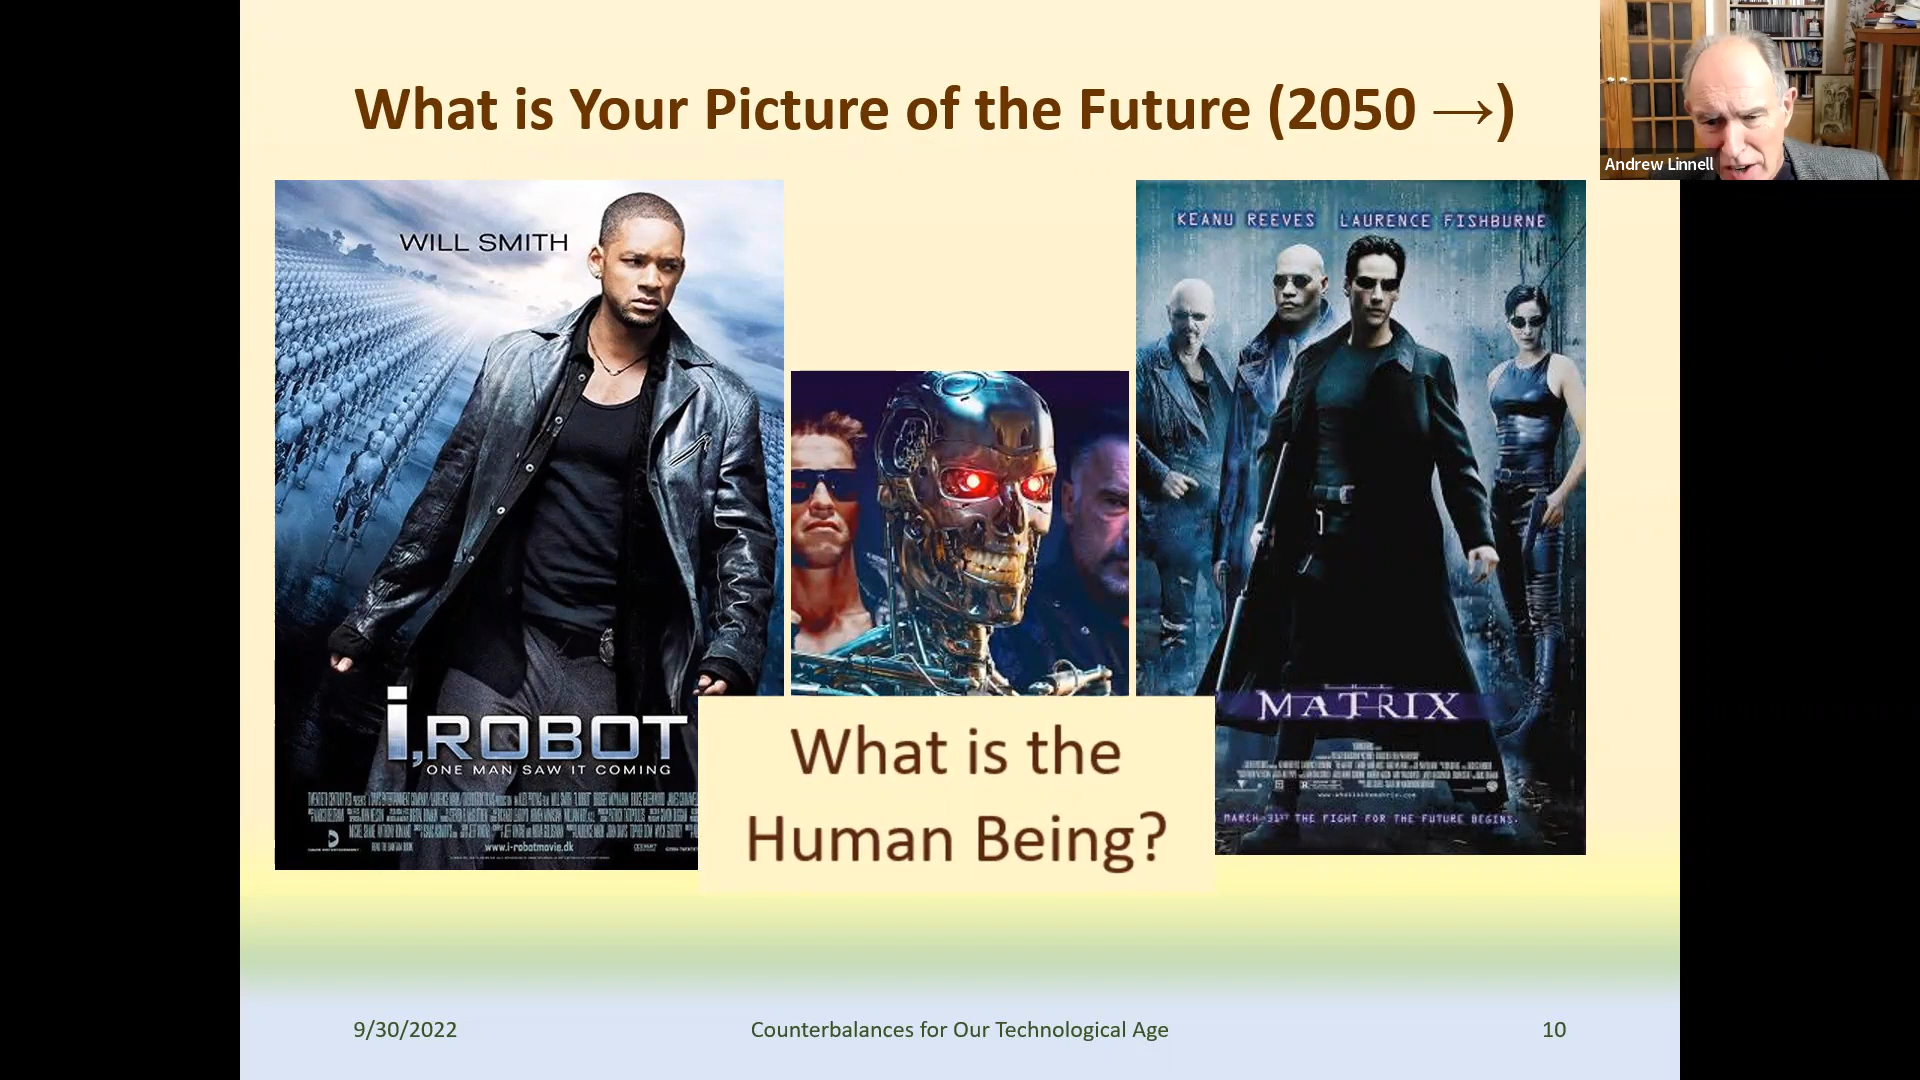 What is Your Picture of the Future (2050 →)
Andrew Linnell
WILL SMITH
KEANU REEVES LAURENCE FISHBURNE
i,ROBOT
ONE MAN SAW IT COMING
www.i-robotmovie.dk
THE
MATRIX
MARCH 31ST THE FIGHT FOR THE FUTURE BEGINS.
What is the
Human Being?
9/30/2022
Counterbalances for Our Technological Age
10